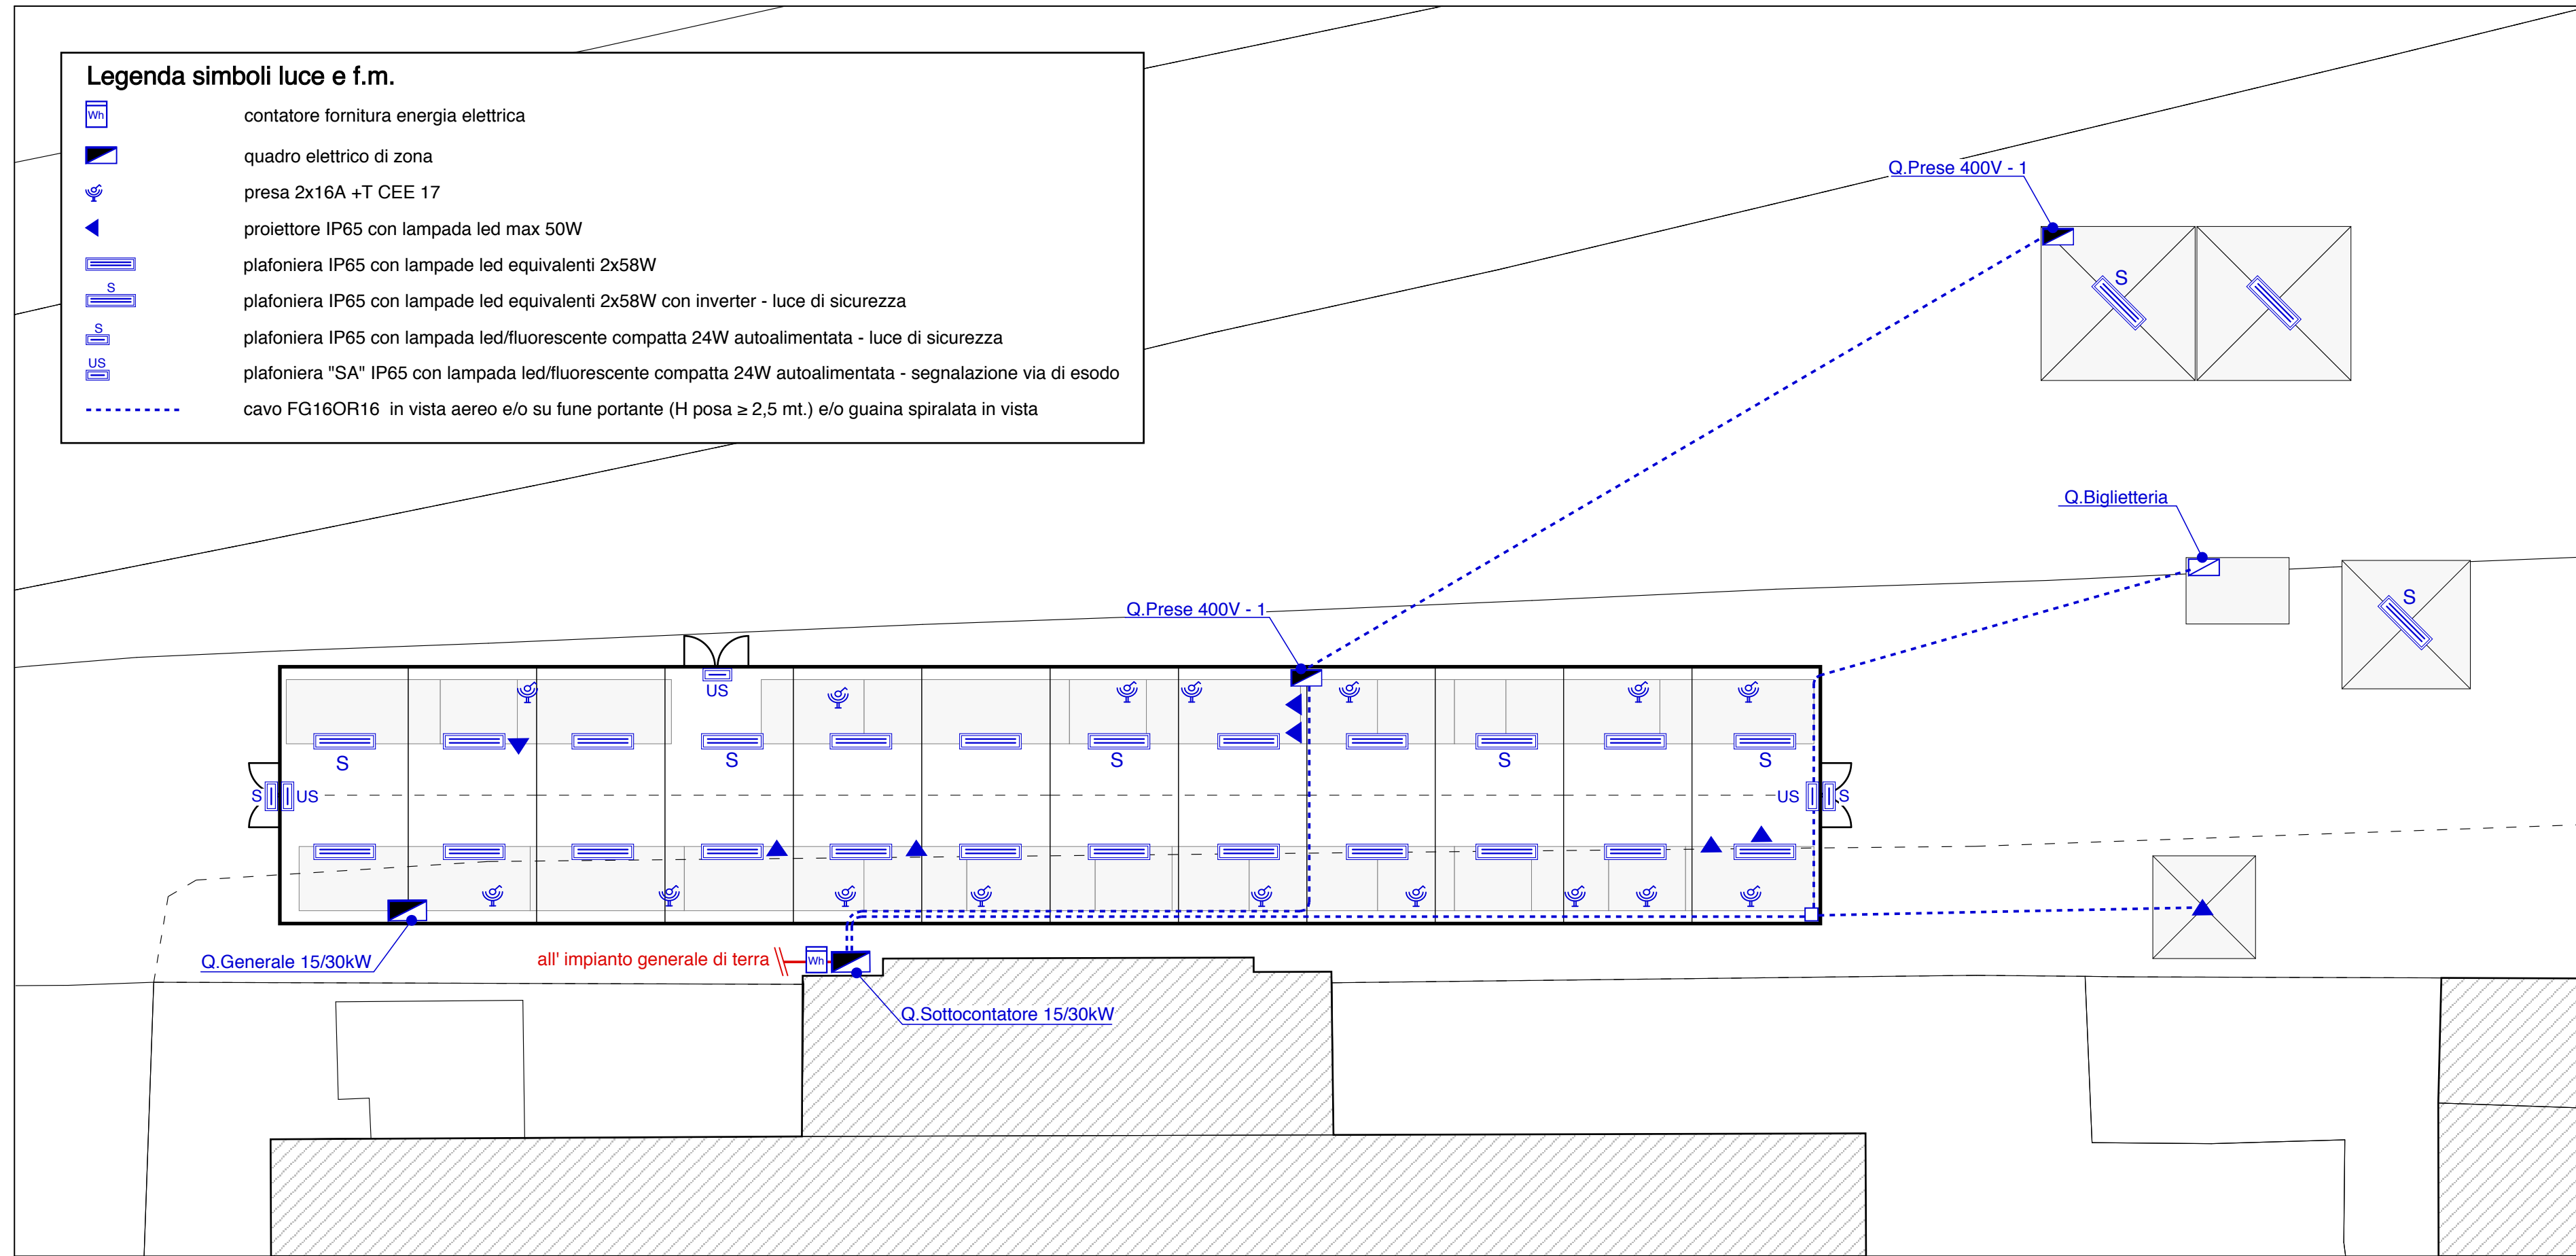 Legenda simboli luce e f.m.
Wh
contatore fornitura energia elettrica
quadro elettrico di zona
presa 2x16A +T CEE 17
proiettore IP65 con lampada led max 50W
plafoniera IP65 con lampade led equivalenti 2x58W
S
plafoniera IP65 con lampade led equivalenti 2x58W con inverter - luce di sicurezza
S
plafoniera IP65 con lampada led/fluorescente compatta 24W autoalimentata - luce di sicurezza
US
plafoniera "SA" IP65 con lampada led/fluorescente compatta 24W autoalimentata - segnalazione via di esodo
cavo FG16OR16 in vista aereo e/o su fune portante (H posa ≥ 2,5 mt.) e/o guaina spiralata in vista
Q.Prese 400V - 1
S
Q.Biglietteria
S
Q.Prese 400V - 1
US
S
S
S
S
S
S
US
US
S
Q.Generale 15/30kW
all' impianto generale di terra
Wh
Q.Sottocontatore 15/30kW